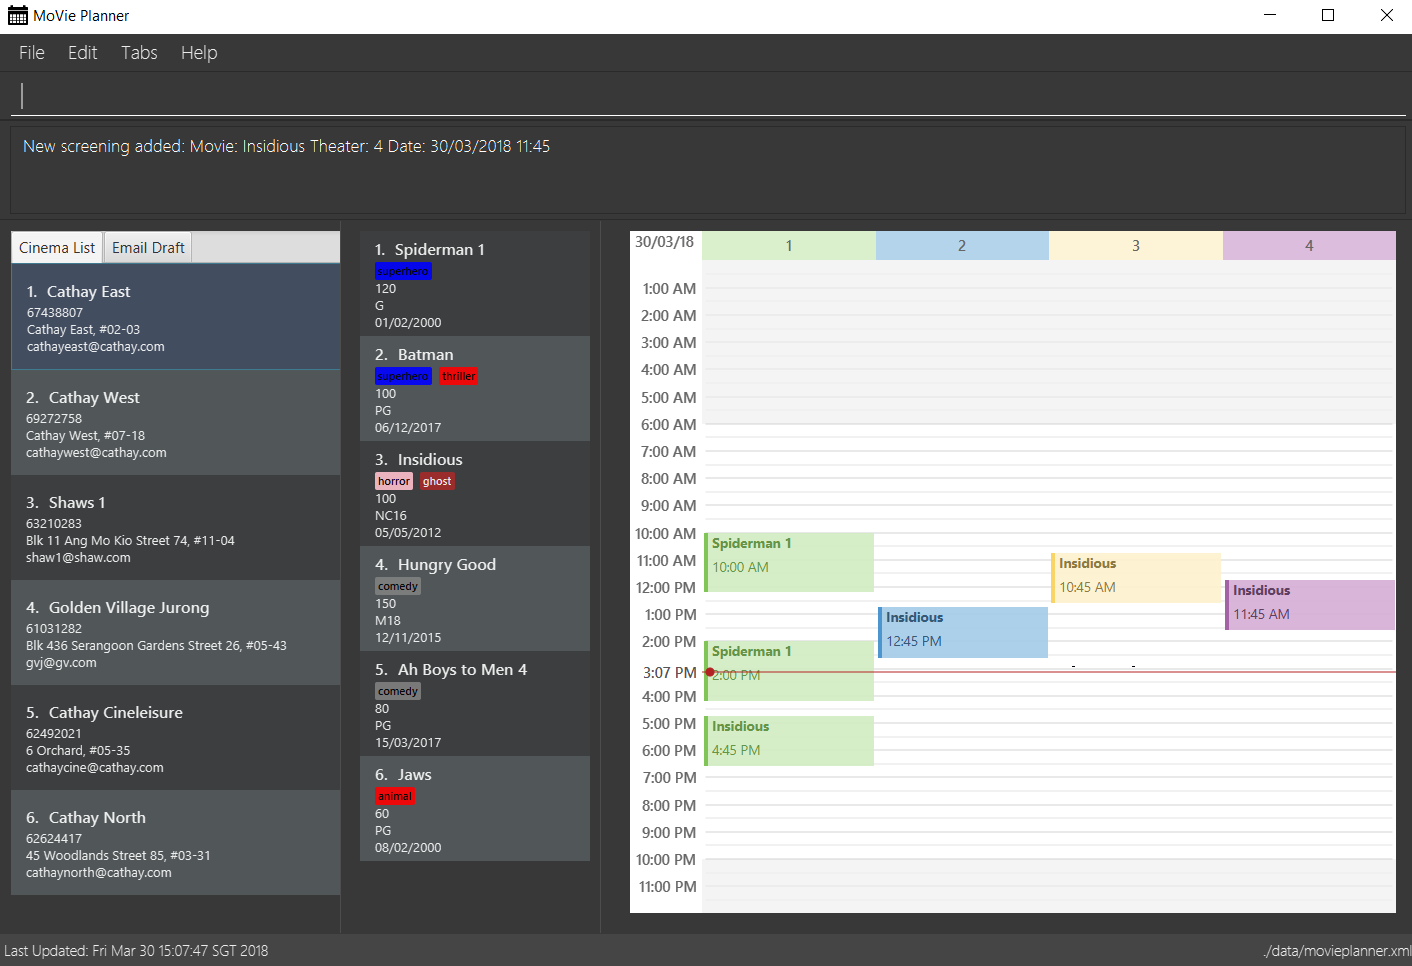 MoVie Planner
File Edit Tabs Help
New screening added: Movie: Insidious Theater: 4 Date: 30/03/2018 11:45
Cinema List Email Draft
1. Cathay East
67438807
Cathay East, #02-03
cathayeast@cathay.com
2. Cathay West
69272758
Cathay West, #07-18
cathaywest@cathay.com
3. Shaws 1
63210283
Blk 11 Ang Mo Kio Street 74, #11-04
shaw1@shaw.com
4. Golden Village Jurong
61031282
Blk 436 Serangoon Gardens Street 26, #05-43
gvj@gv.com
5. Cathay Cineleisure
62492021
6 Orchard, #05-35
cathaycine@cathay.com
6. Cathay North
62624417
45 Woodlands Street 85, #03-31
cathaynorth@cathay.com
1. Spiderman 1
superhero
120
G
01/02/2000
2. Batman
superhero thriller
100
PG
06/12/2017
3. Insidious
horror ghost
100
NC16
05/05/2012
4. Hungry Good
comedy
150
M18
12/11/2015
5. Ah Boys to Men 4
comedy
80
PG
15/03/2017
6. Jaws
animal
60
PG
08/02/2000
30/03/18 1 2 3 4
1:00 AM
2:00 AM
3:00 AM
4:00 AM
5:00 AM
6:00 AM
7:00 AM
8:00 AM
9:00 AM
10:00 AM
11:00 AM
12:00 PM
1:00 PM
2:00 PM
3:07 PM
4:00 PM
5:00 PM
6:00 PM
7:00 PM
8:00 PM
9:00 PM
10:00 PM
11:00 PM
Spiderman 1
10:00 AM
Spiderman 1
2:00 PM
Insidious
4:45 PM
Insidious
12:45 PM
Insidious
10:45 AM
Insidious
11:45 AM
Last Updated: Fri Mar 30 15:07:47 SGT 2018
./data/movieplanner.xml